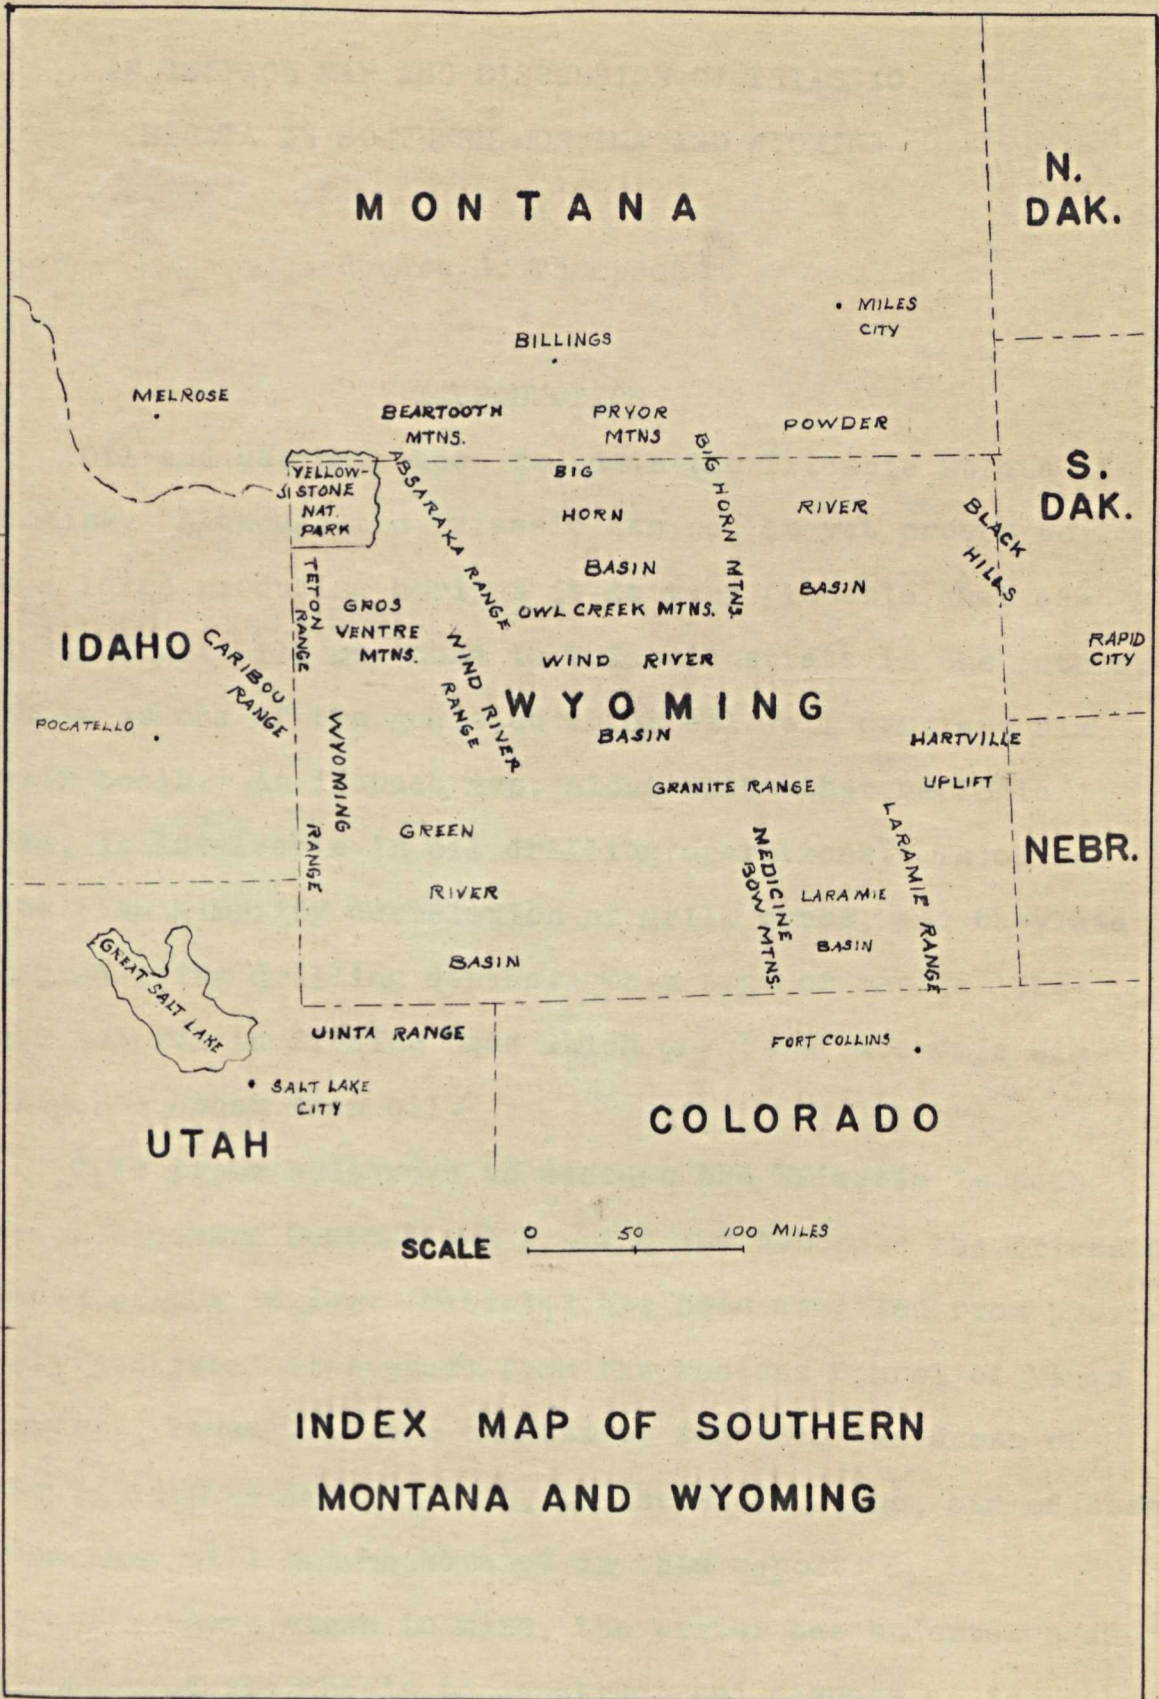 MONTANA
N.
DAK.
MILES
CITY
BILLINGS
MELROSE
BEARTOOTH
MTNS.
PRYOR
MTNS
POWDER
RIVER
BASIN
YELLOW-
STONE
NAT.
PARK
ABSARAKA RANGE
BIG
HORN
BASIN
BIG HORN MTNS.
BLACK
HILLS
S.
DAK.
TETON
RANGE
GROS
VENTRE
MTNS.
OWL CREEK MTNS.
IDAHO
CARIBOU
RANGE
WIND RIVER
RANGE
WIND RIVER
BASIN
WYOMING
RAPID
CITY
POCATELLO
WYOMING
RANGE
HARTVILLE
UPLIFT
GRANITE RANGE
GREEN
RIVER
BASIN
MEDICINE
BOW MTNS.
LARAMIE
BASIN
LARAMIE RANGE
NEBR.
GREAT SALT LAKE
UINTA RANGE
FORT COLLINS
SALT LAKE
CITY
UTAH
COLORADO
SCALE 0 50 100 MILES
INDEX MAP OF SOUTHERN
MONTANA AND WYOMING